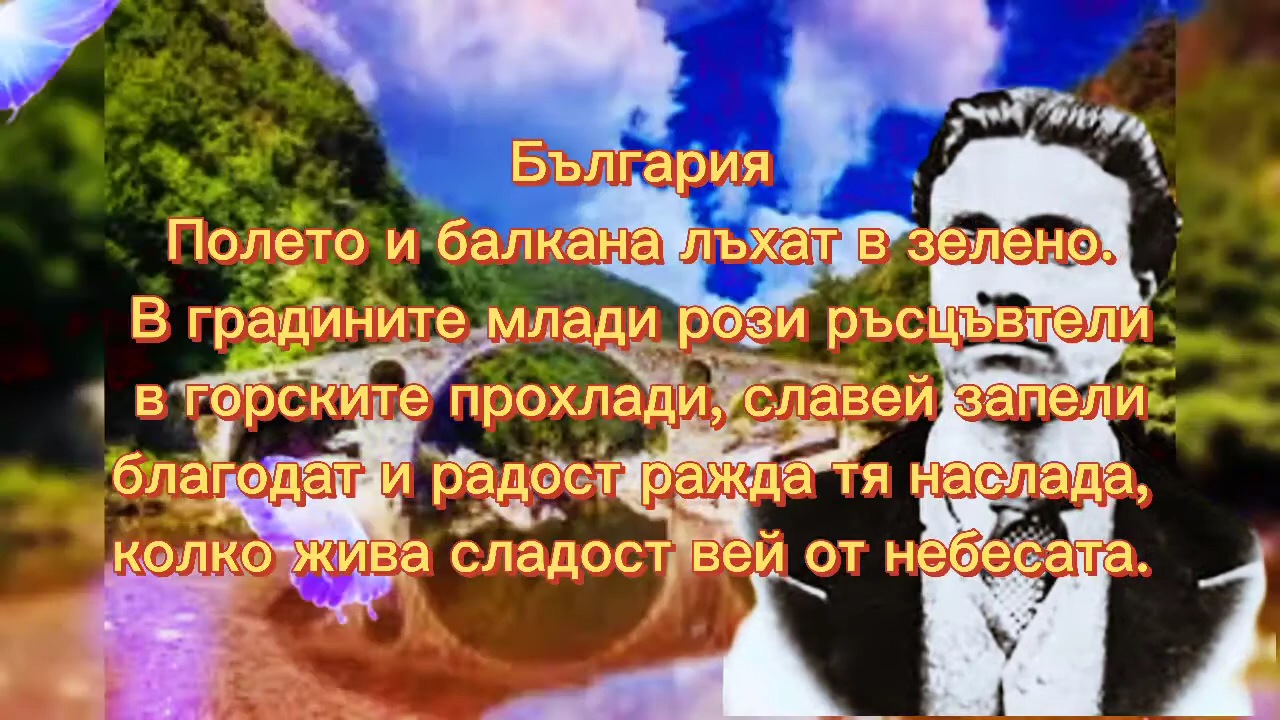 България
Полето и балкана лъхат в зелено.
В градините млади рози ръсцъвтели
в горските прохлади, славей запели
благодат и радост ражда тя наслада,
колко жива сладост вей от небесата.